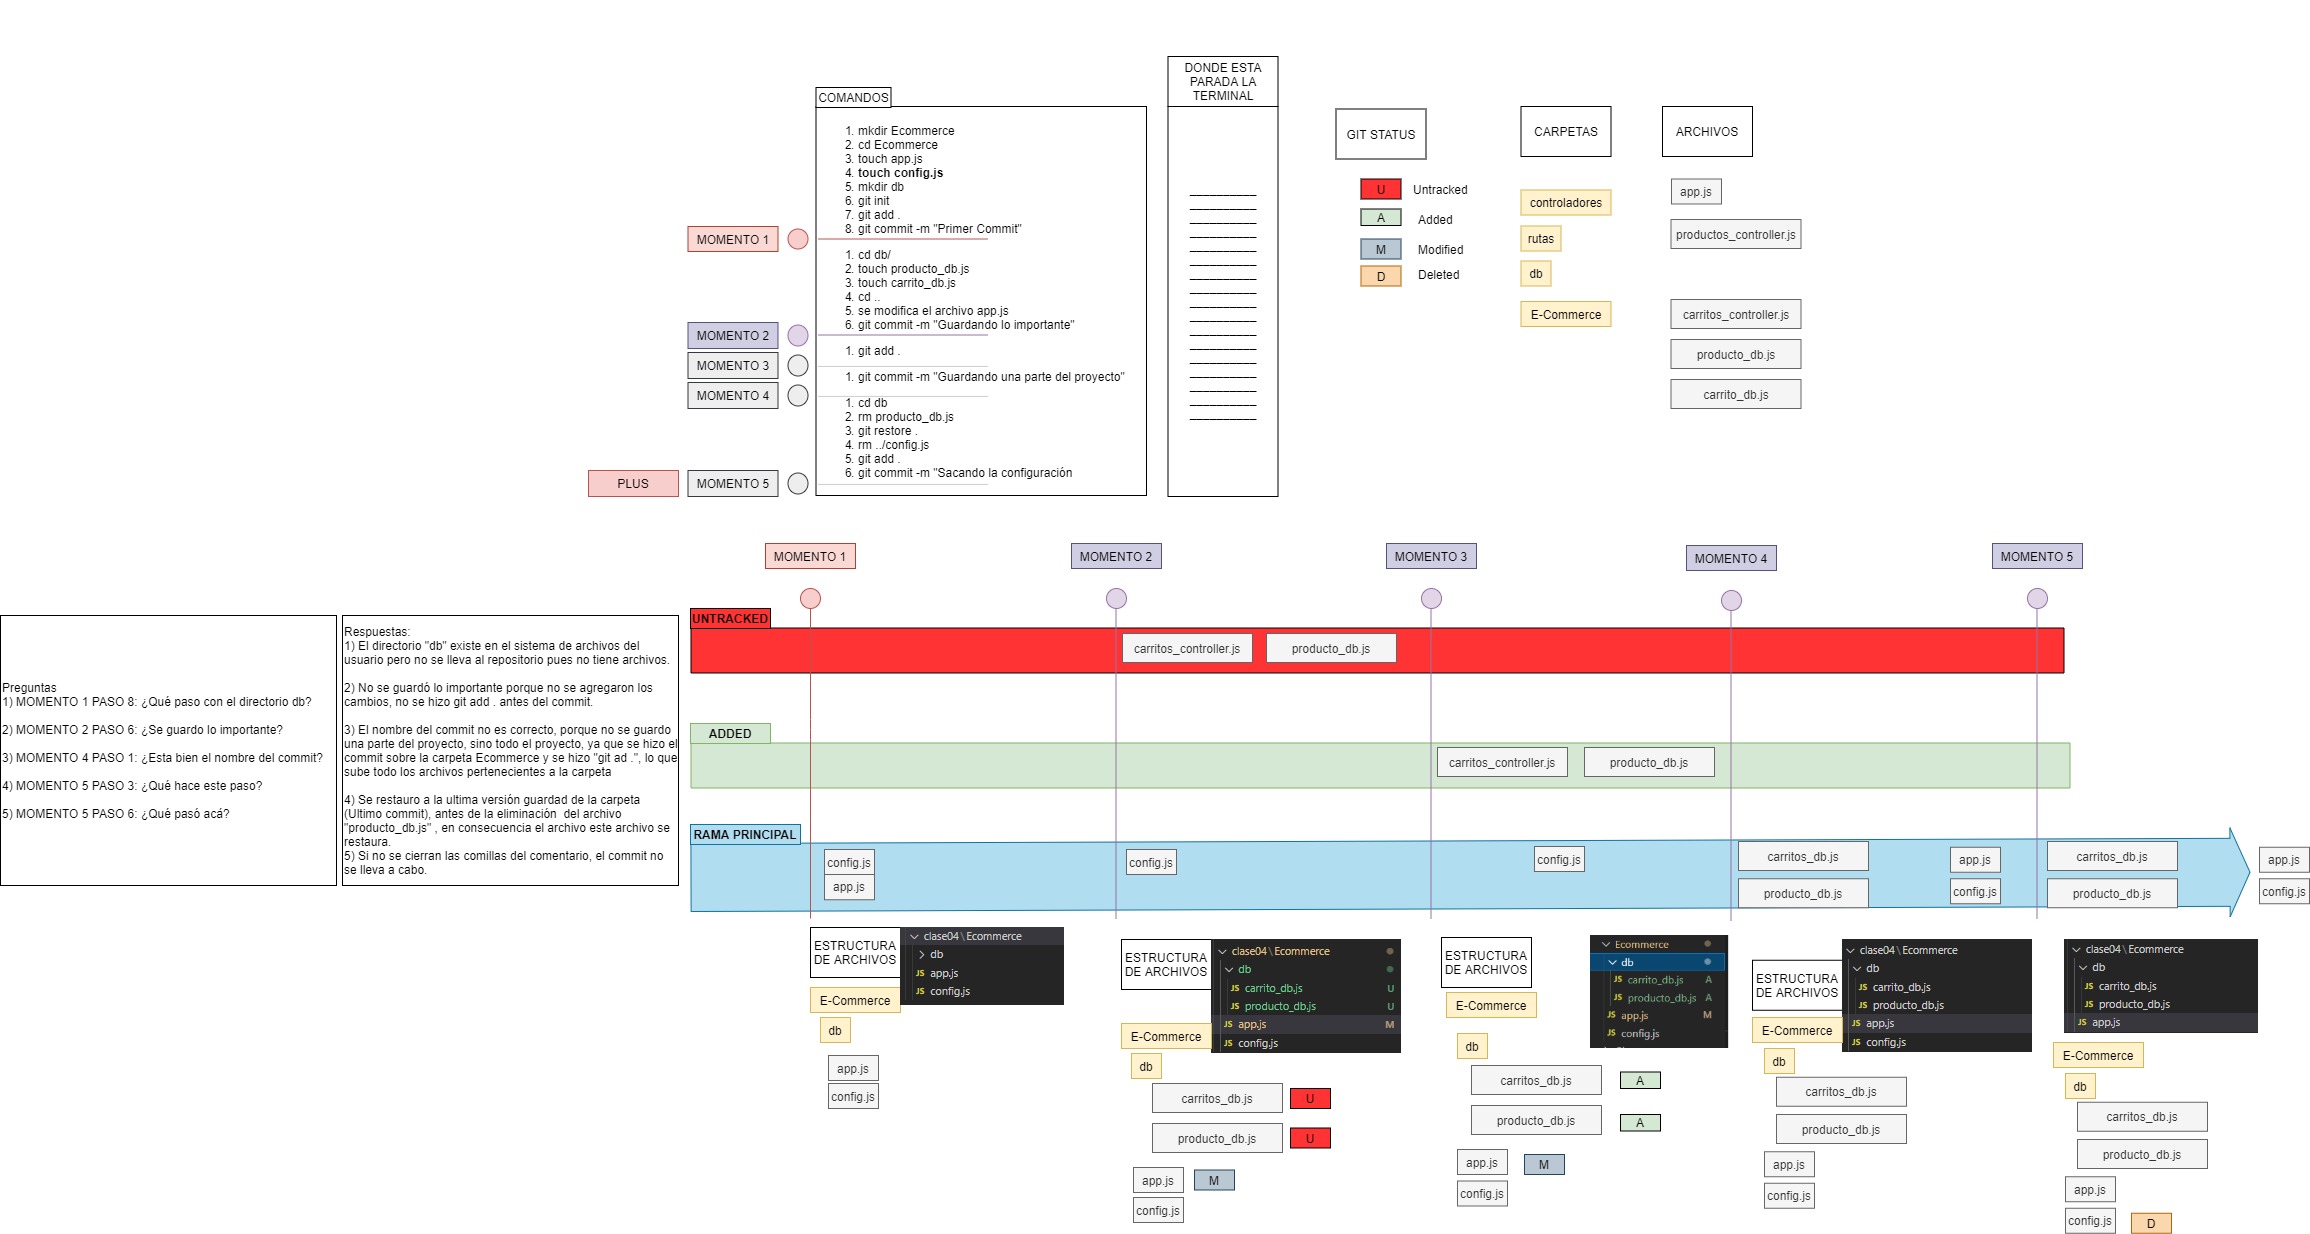 DONDE ESTA
PARADA LA
TERMINAL
COMANDOS
1. mkdir Ecommerce
2. cd Ecommerce
3. touch app.js
4. touch config.js
5. mkdir db
6. git init
7. git add .
8. git commit -m "Primer Commit"
MOMENTO 1
1. cd db/
2. touch producto_db.js
3. touch carrito_db.js
4. cd ..
5. se modifica el archivo app.js
6. git commit -m "Guardando lo importante"
MOMENTO 2
1. git add .
MOMENTO 3
1. git commit -m "Guardando una parte del proyecto"
MOMENTO 4
1. cd db
2. rm producto_db.js
3. git restore .
4. rm ../config.js
5. git add .
6. git commit -m "Sacando la configuración
PLUS
MOMENTO 5
GIT STATUS
U Untracked
A Added
M Modified
D Deleted
CARPETAS
controladores
rutas
db
E-Commerce
ARCHIVOS
app.js
productos_controller.js
carritos_controller.js
producto_db.js
carrito_db.js
MOMENTO 1
MOMENTO 2
MOMENTO 3
MOMENTO 4
MOMENTO 5
Preguntas
1) MOMENTO 1 PASO 8: ¿Qué paso con el directorio db?
2) MOMENTO 2 PASO 6: ¿Se guardo lo importante?
3) MOMENTO 4 PASO 1: ¿Esta bien el nombre del commit?
4) MOMENTO 5 PASO 3: ¿Qué hace este paso?
5) MOMENTO 5 PASO 6: ¿Qué pasó acá?
Respuestas:
1) El directorio "db" existe en el sistema de archivos del
usuario pero no se lleva al repositorio pues no tiene archivos.
2) No se guardó lo importante porque no se agregaron los
cambios, no se hizo git add . antes del commit.
3) El nombre del commit no es correcto, porque no se guardo
una parte del proyecto, sino todo el proyecto, ya que se hizo el
commit sobre la carpeta Ecommerce y se hizo "git ad .", lo que
sube todo los archivos pertenecientes a la carpeta
4) Se restauro a la ultima versión guardad de la carpeta
(Ultimo commit), antes de la eliminación  del archivo
"producto_db.js" , en consecuencia el archivo este archivo se
restaura.
5) Si no se cierran las comillas del comentario, el commit no
se lleva a cabo.
UNTRACKED
carritos_controller.js
producto_db.js
ADDED
carritos_controller.js
producto_db.js
RAMA PRINCIPAL
config.js
app.js
config.js
config.js
carritos_db.js
producto_db.js
app.js
config.js
carritos_db.js
producto_db.js
app.js
config.js
ESTRUCTURA
DE ARCHIVOS
clase04\Ecommerce
db
JS app.js
JS config.js
E-Commerce
db
app.js
config.js
ESTRUCTURA
DE ARCHIVOS
clase04\Ecommerce
db
JS carrito_db.js U
JS producto_db.js U
JS app.js M
JS config.js
E-Commerce
db
carritos_db.js U
producto_db.js U
app.js M
config.js
ESTRUCTURA
DE ARCHIVOS
Ecommerce
db
JS carrito_db.js A
JS producto_db.js A
JS app.js M
JS config.js
E-Commerce
db
carritos_db.js A
producto_db.js A
app.js M
config.js
ESTRUCTURA
DE ARCHIVOS
clase04\Ecommerce
db
JS carrito_db.js
JS producto_db.js
JS app.js
JS config.js
E-Commerce
db
carritos_db.js
producto_db.js
app.js
config.js
clase04\Ecommerce
db
JS carrito_db.js
JS producto_db.js
JS app.js
E-Commerce
db
carritos_db.js
producto_db.js
app.js
config.js D